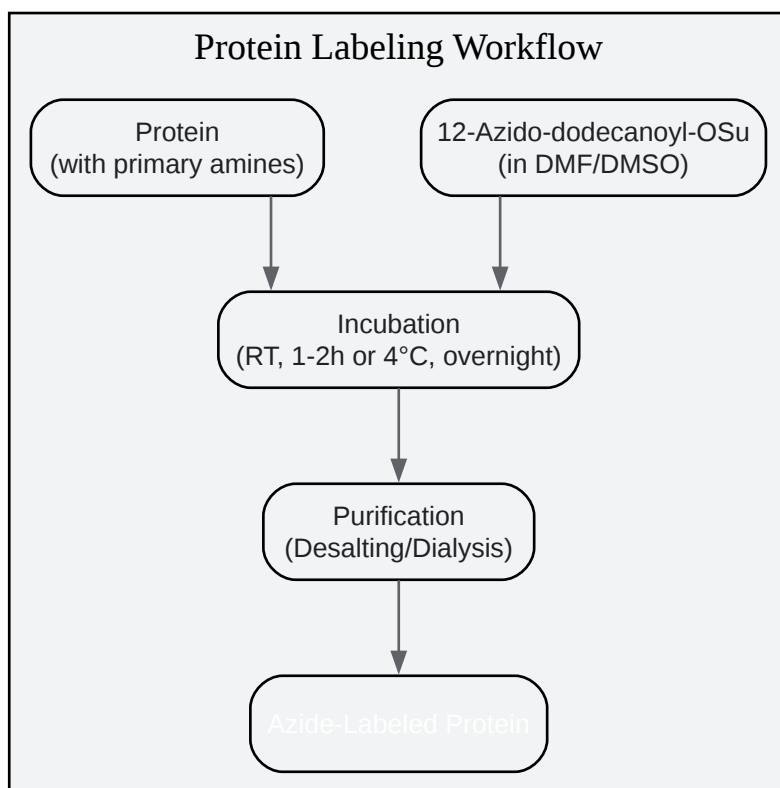 Protein Labeling Workflow
Protein
(with primary amines)
12-Azido-dodecanoyl-OSu
(in DMF/DMSO)
Incubation
(RT, 1-2h or 4°C, overnight)
Purification
(Desalting/Dialysis)
Azide-Labeled Protein